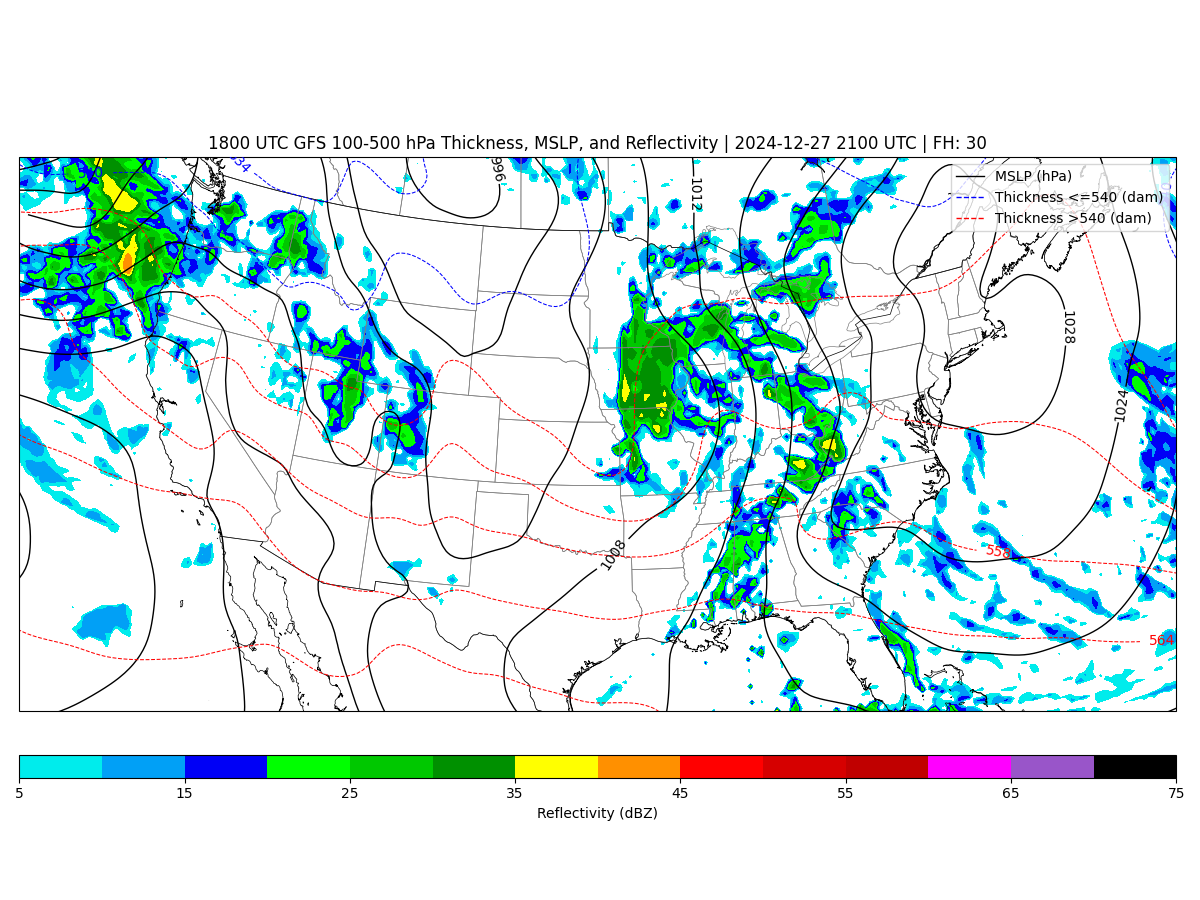 1800 UTC GFS 100-500 hPa Thickness, MSLP, and Reflectivity | 2024-12-27 2100 UTC | FH: 30
MSLP (hPa)
Thickness <=540 (dam)
Thickness >540 (dam)
996
1012
1028
1024
1008
558
564
5 15 25 35 45 55 65 75
Reflectivity (dBZ)